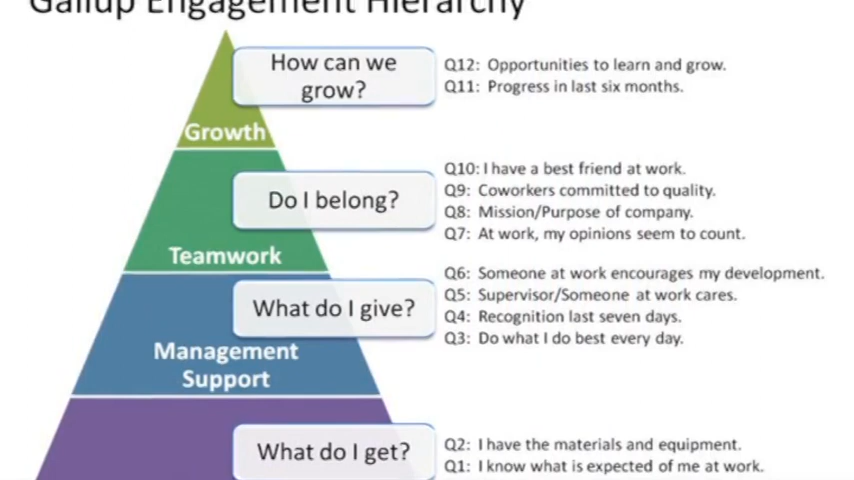 Gallup Engagement Hierarchy
How can we
grow?
Growth
Q12: Opportunities to learn and grow.
Q11: Progress in last six months.
Do I belong?
Teamwork
Q10: I have a best friend at work.
Q9: Coworkers committed to quality.
Q8: Mission/Purpose of company.
Q7: At work, my opinions seem to count.
What do I give?
Management
Support
Q6: Someone at work encourages my development.
Q5: Supervisor/Someone at work cares.
Q4: Recognition last seven days.
Q3: Do what I do best every day.
What do I get?
Q2: I have the materials and equipment.
Q1: I know what is expected of me at work.